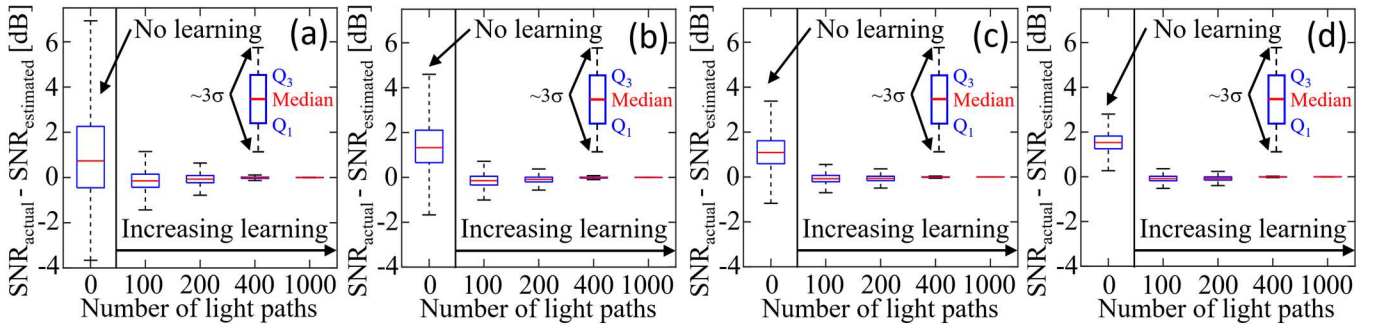 SNR_actual - SNR_estimated [dB]
6
4
2
0
-2
-4
No learning
(a)
~3σ
Q3
Median
Q1
Increasing learning
0 100 200 400 1000
Number of light paths
SNR_actual - SNR_estimated [dB]
6
4
2
0
-2
-4
No learning
(b)
~3σ
Q3
Median
Q1
Increasing learning
0 100 200 400 1000
Number of light paths
SNR_actual - SNR_estimated [dB]
6
4
2
0
-2
-4
No learning
(c)
~3σ
Q3
Median
Q1
Increasing learning
0 100 200 400 1000
Number of light paths
SNR_actual - SNR_estimated [dB]
6
4
2
0
-2
-4
No learning
(d)
~3σ
Q3
Median
Q1
Increasing learning
0 100 200 400 1000
Number of light paths